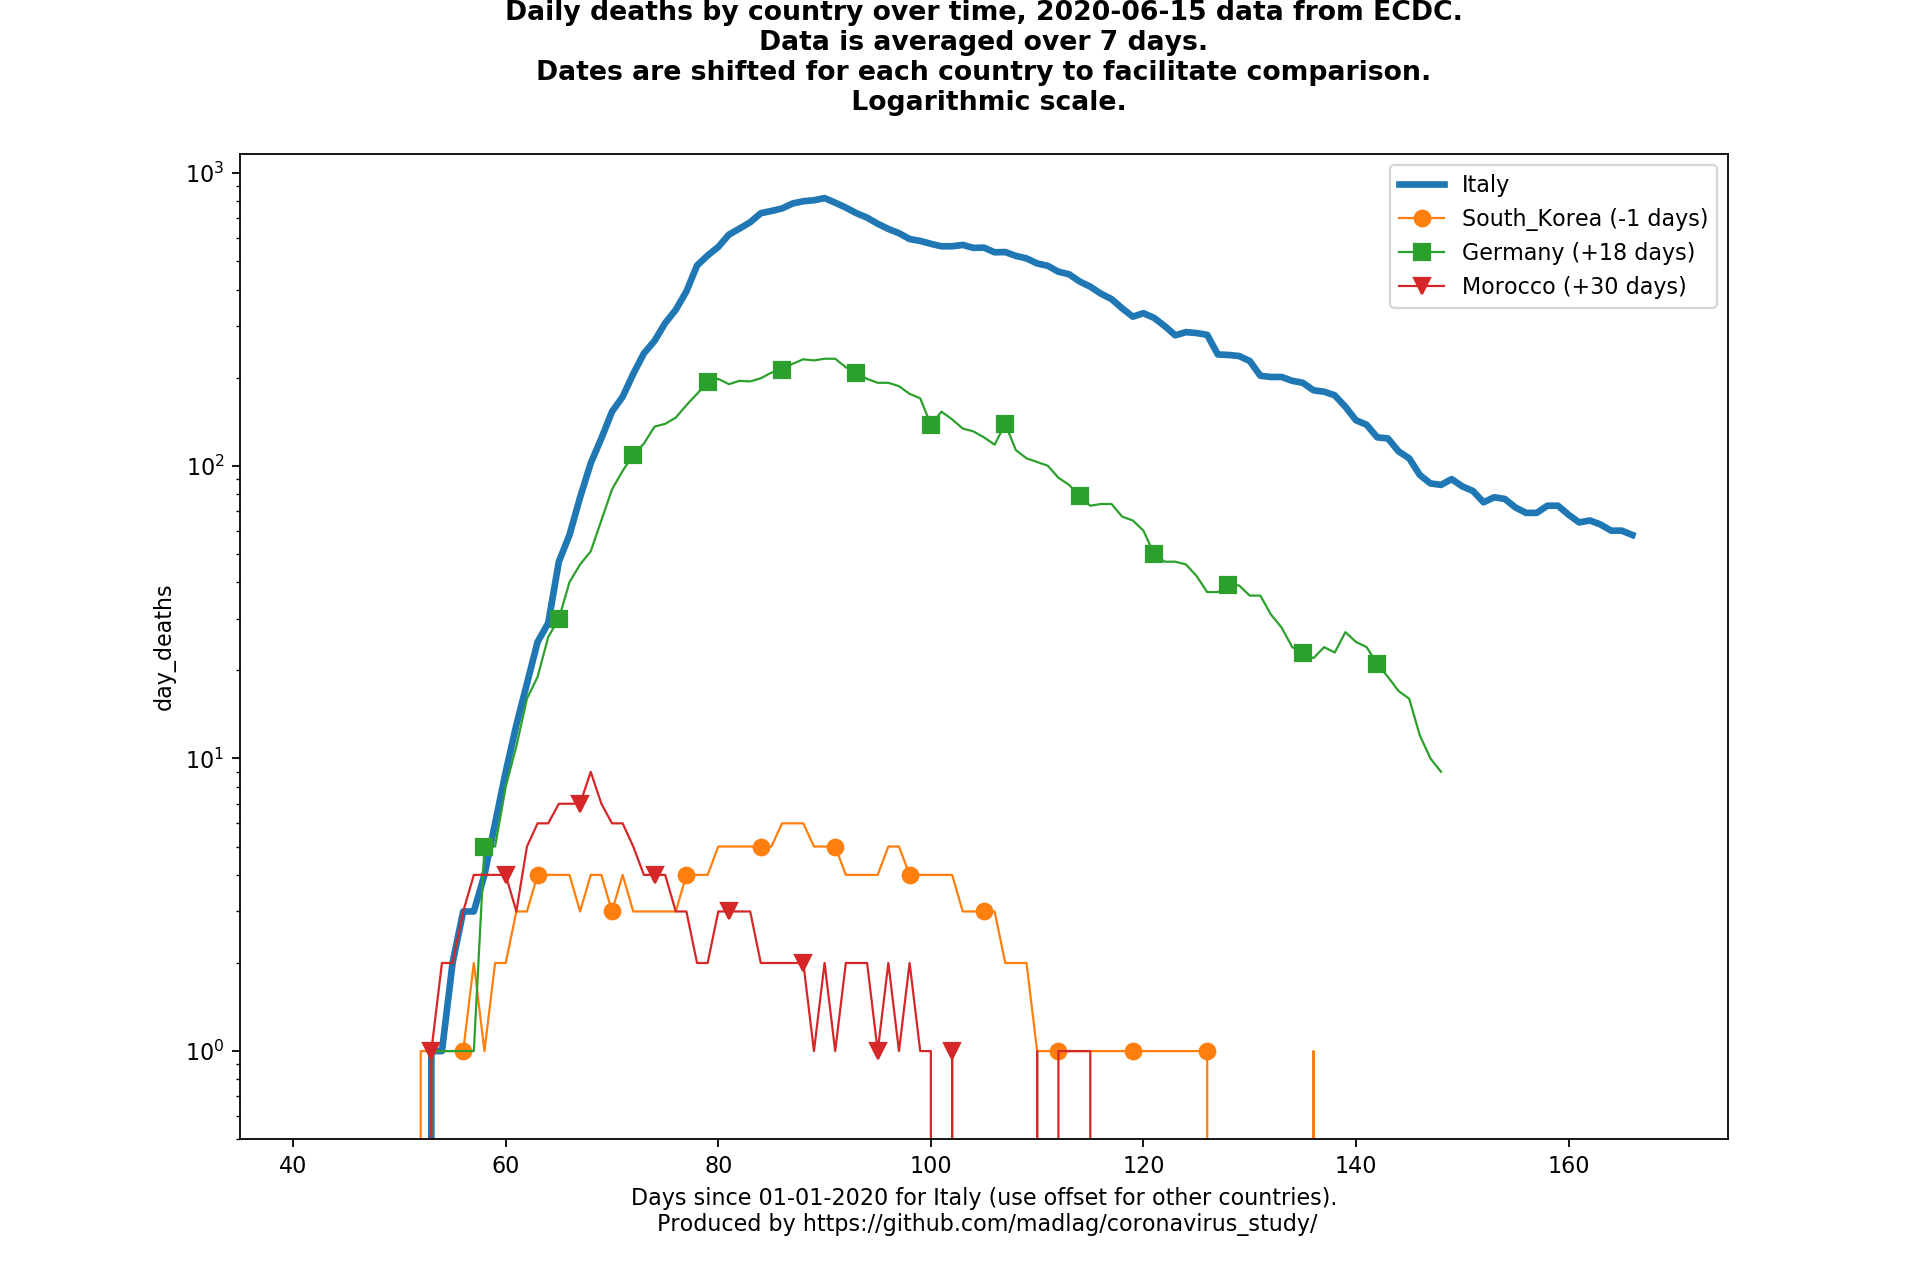 Daily deaths by country over time, 2020-06-15 data from ECDC.
Data is averaged over 7 days.
Dates are shifted for each country to facilitate comparison.
Logarithmic scale.
10³
10²
10¹
10⁰
day_deaths
Italy
South_Korea (-1 days)
Germany (+18 days)
Morocco (+30 days)
40 60 80 100 120 140 160
Days since 01-01-2020 for Italy (use offset for other countries).
Produced by https://github.com/madlag/coronavirus_study/